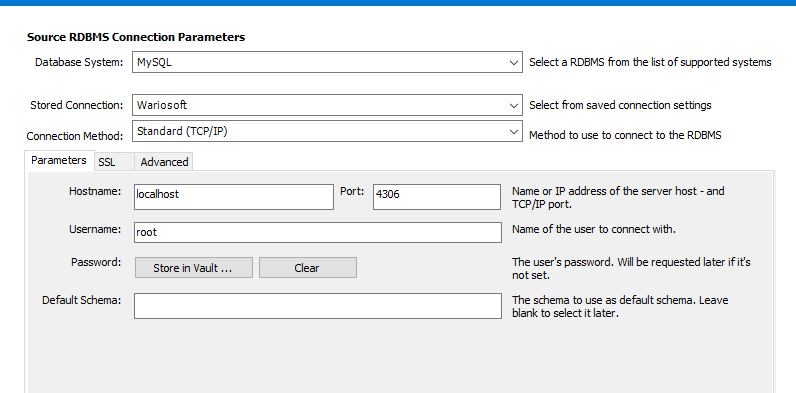 Source RDBMS Connection Parameters
Database System: MySQL Select a RDBMS from the list of supported systems
Stored Connection: Wariosoft Select from saved connection settings
Connection Method: Standard (TCP/IP) Method to use to connect to the RDBMS
Parameters SSL Advanced
Hostname: localhost Port: 4306 Name or IP address of the server host - and
TCP/IP port.
Username: root Name of the user to connect with.
Password: Store in Vault ... Clear The user's password. Will be requested later if it's
not set.
Default Schema: The schema to use as default schema. Leave
blank to select it later.